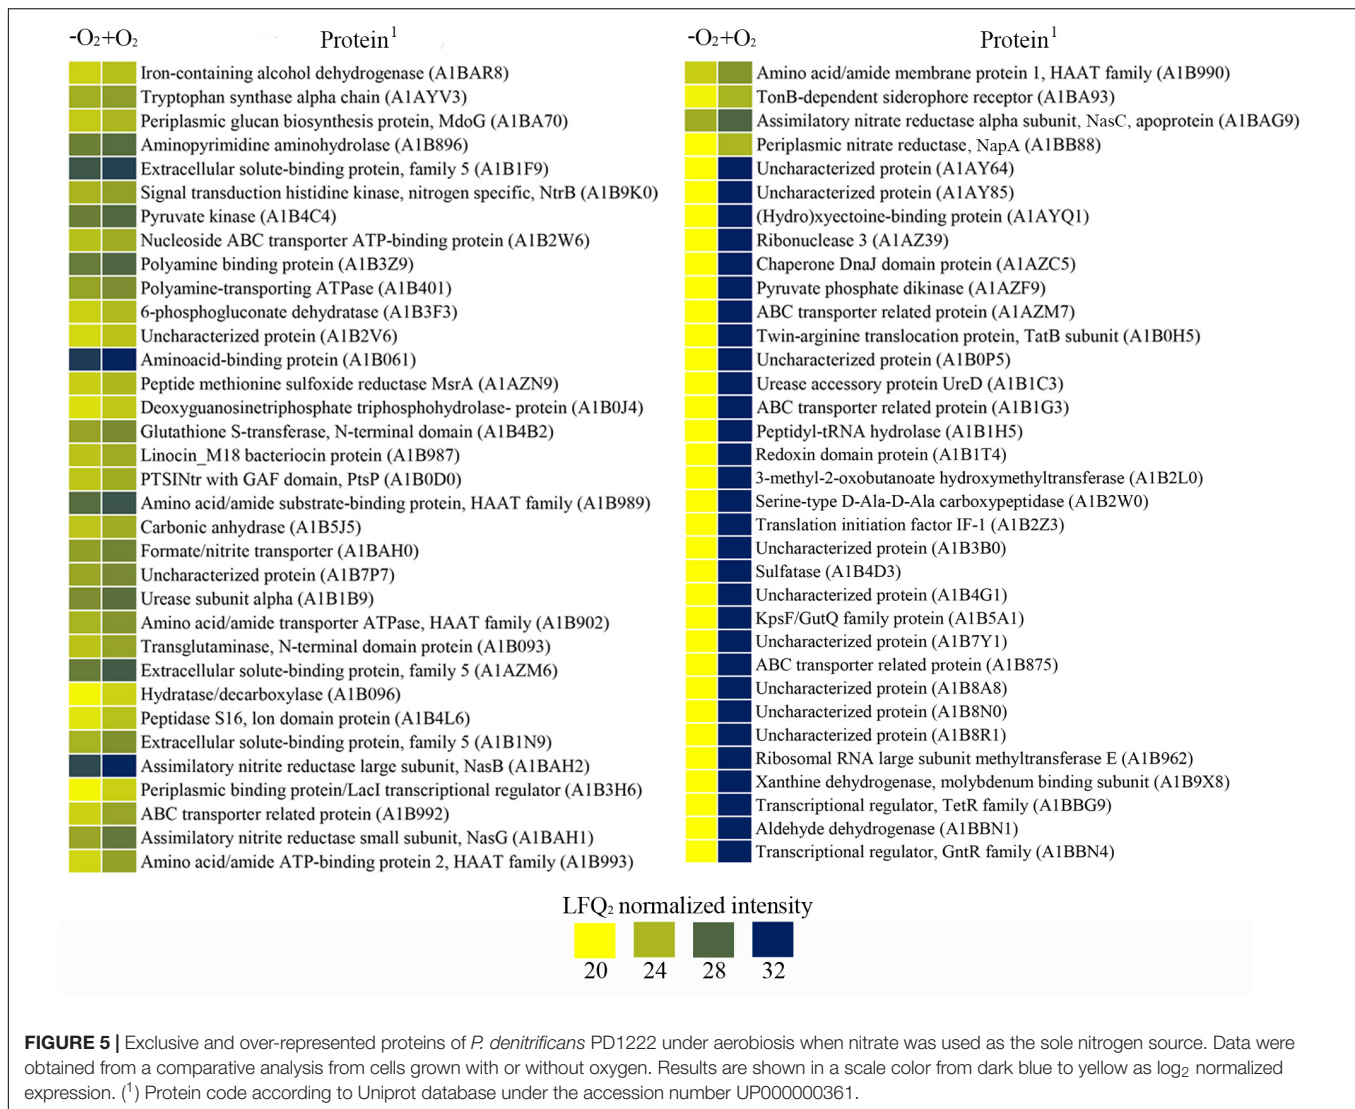 -O₂+O₂ Protein¹
Iron-containing alcohol dehydrogenase (A1BAR8)
Tryptophan synthase alpha chain (A1AYV3)
Periplasmic glucan biosynthesis protein, MdoG (A1BA70)
Aminopyrimidine aminohydrolase (A1B896)
Extracellular solute-binding protein, family 5 (A1B1F9)
Signal transduction histidine kinase, nitrogen specific, NtrB (A1B9K0)
Pyruvate kinase (A1B4C4)
Nucleoside ABC transporter ATP-binding protein (A1B2W6)
Polyamine binding protein (A1B3Z9)
Polyamine-transporting ATPase (A1B401)
6-phosphogluconate dehydratase (A1B3F3)
Uncharacterized protein (A1B2V6)
Aminoacid-binding protein (A1B061)
Peptide methionine sulfoxide reductase MsrA (A1AZN9)
Deoxyguanosinetriphosphate triphosphohydrolase- protein (A1B0J4)
Glutathione S-transferase, N-terminal domain (A1B4B2)
Linocin_M18 bacteriocin protein (A1B987)
PTSINtr with GAF domain, PtsP (A1B0D0)
Amino acid/amide substrate-binding protein, HAAT family (A1B989)
Carbonic anhydrase (A1B5J5)
Formate/nitrite transporter (A1BAH0)
Uncharacterized protein (A1B7P7)
Urease subunit alpha (A1B1B9)
Amino acid/amide transporter ATPase, HAAT family (A1B902)
Transglutaminase, N-terminal domain protein (A1B093)
Extracellular solute-binding protein, family 5 (A1AZM6)
Hydratase/decarboxylase (A1B096)
Peptidase S16, lon domain protein (A1B4L6)
Extracellular solute-binding protein, family 5 (A1B1N9)
Assimilatory nitrite reductase large subunit, NasB (A1BAH2)
Periplasmic binding protein/LacI transcriptional regulator (A1B3H6)
ABC transporter related protein (A1B992)
Assimilatory nitrite reductase small subunit, NasG (A1BAH1)
Amino acid/amide ATP-binding protein 2, HAAT family (A1B993)
-O₂+O₂ Protein¹
Amino acid/amide membrane protein 1, HAAT family (A1B990)
TonB-dependent siderophore receptor (A1BA93)
Assimilatory nitrate reductase alpha subunit, NasC, apoprotein (A1BAG9)
Periplasmic nitrate reductase, NapA (A1BB88)
Uncharacterized protein (A1AY64)
Uncharacterized protein (A1AY85)
(Hydro)xyectoine-binding protein (A1AYQ1)
Ribonuclease 3 (A1AZ39)
Chaperone DnaJ domain protein (A1AZC5)
Pyruvate phosphate dikinase (A1AZF9)
ABC transporter related protein (A1AZM7)
Twin-arginine translocation protein, TatB subunit (A1B0H5)
Uncharacterized protein (A1B0P5)
Urease accessory protein UreD (A1B1C3)
ABC transporter related protein (A1B1G3)
Peptidyl-tRNA hydrolase (A1B1H5)
Redoxin domain protein (A1B1T4)
3-methyl-2-oxobutanoate hydroxymethyltransferase (A1B2L0)
Serine-type D-Ala-D-Ala carboxypeptidase (A1B2W0)
Translation initiation factor IF-1 (A1B2Z3)
Uncharacterized protein (A1B3B0)
Sulfatase (A1B4D3)
Uncharacterized protein (A1B4G1)
KpsF/GutQ family protein (A1B5A1)
Uncharacterized protein (A1B7Y1)
ABC transporter related protein (A1B875)
Uncharacterized protein (A1B8A8)
Uncharacterized protein (A1B8N0)
Uncharacterized protein (A1B8R1)
Ribosomal RNA large subunit methyltransferase E (A1B962)
Xanthine dehydrogenase, molybdenum binding subunit (A1B9X8)
Transcriptional regulator, TetR family (A1BBG9)
Aldehyde dehydrogenase (A1BBN1)
Transcriptional regulator, GntR family (A1BBN4)
LFQ₂ normalized intensity
20 24 28 32
FIGURE 5 | Exclusive and over-represented proteins of P. denitrificans PD1222 under aerobiosis when nitrate was used as the sole nitrogen source. Data were
obtained from a comparative analysis from cells grown with or without oxygen. Results are shown in a scale color from dark blue to yellow as log₂ normalized
expression. (¹) Protein code according to Uniprot database under the accession number UP000000361.